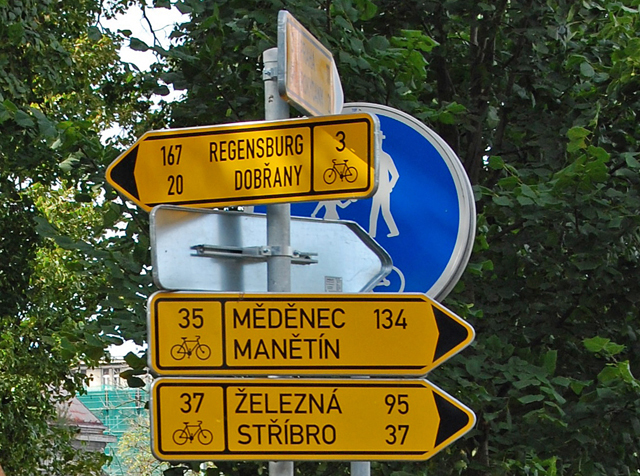 167 REGENSBURG 3
20 DOBŘANY
35 MĚDĚNEC 134
MANĚTÍN
37 ŽELEZNÁ 95
STŘÍBRO 37